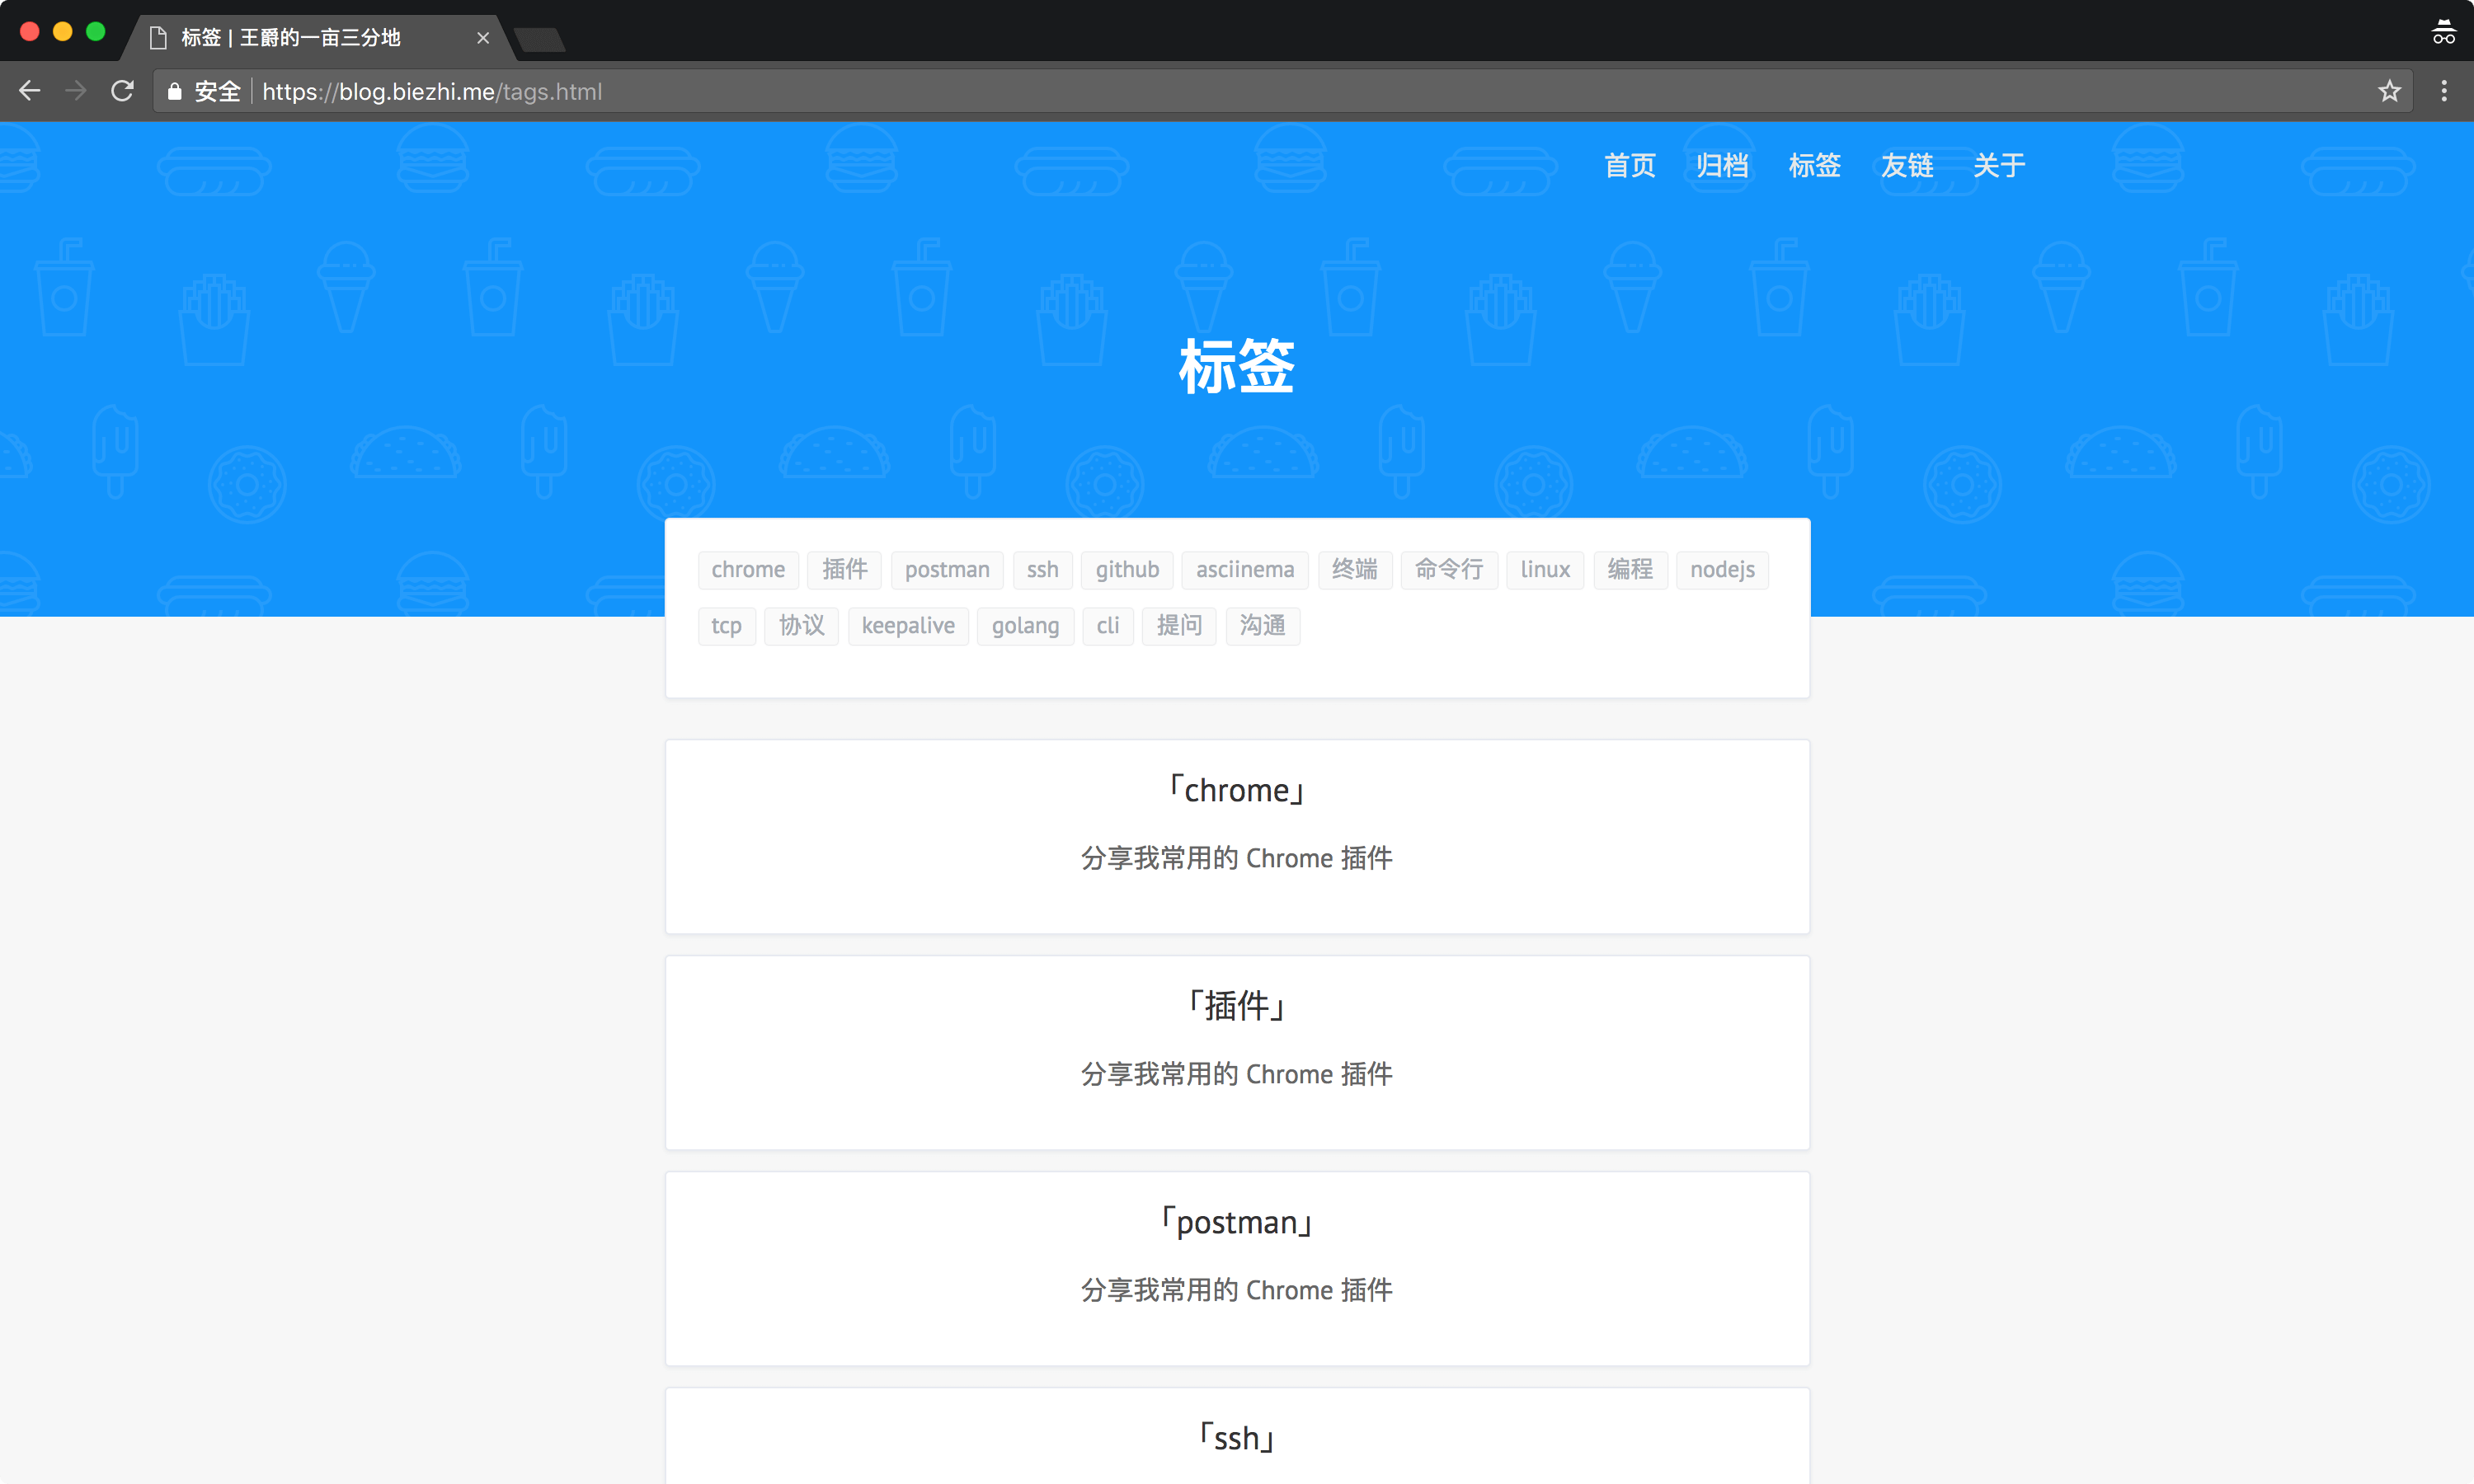 标签 | 王爵的一亩三分地
安全 https://blog.biezhi.me/tags.html
首页 归档 标签 友链 关于
标签
chrome 插件 postman ssh github asciinema 终端 命令行 linux 编程 nodejs
tcp 协议 keepalive golang cli 提问 沟通
「chrome」
分享我常用的 Chrome 插件
「插件」
分享我常用的 Chrome 插件
「postman」
分享我常用的 Chrome 插件
「ssh」